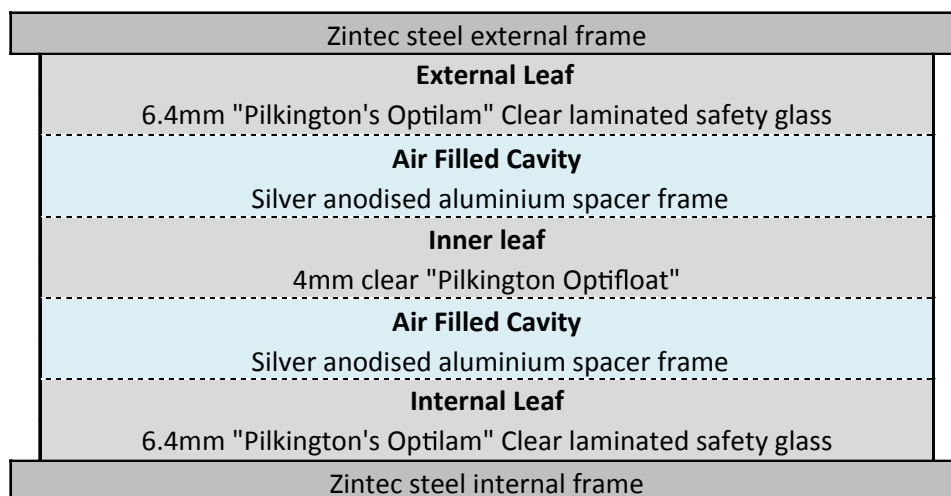 Zintec steel external frame
External Leaf
6.4mm "Pilkington's Optilam" Clear laminated safety glass
Air Filled Cavity
Silver anodised aluminium spacer frame
Inner leaf
4mm clear "Pilkington Optifloat"
Air Filled Cavity
Silver anodised aluminium spacer frame
Internal Leaf
6.4mm "Pilkington's Optilam" Clear laminated safety glass
Zintec steel internal frame